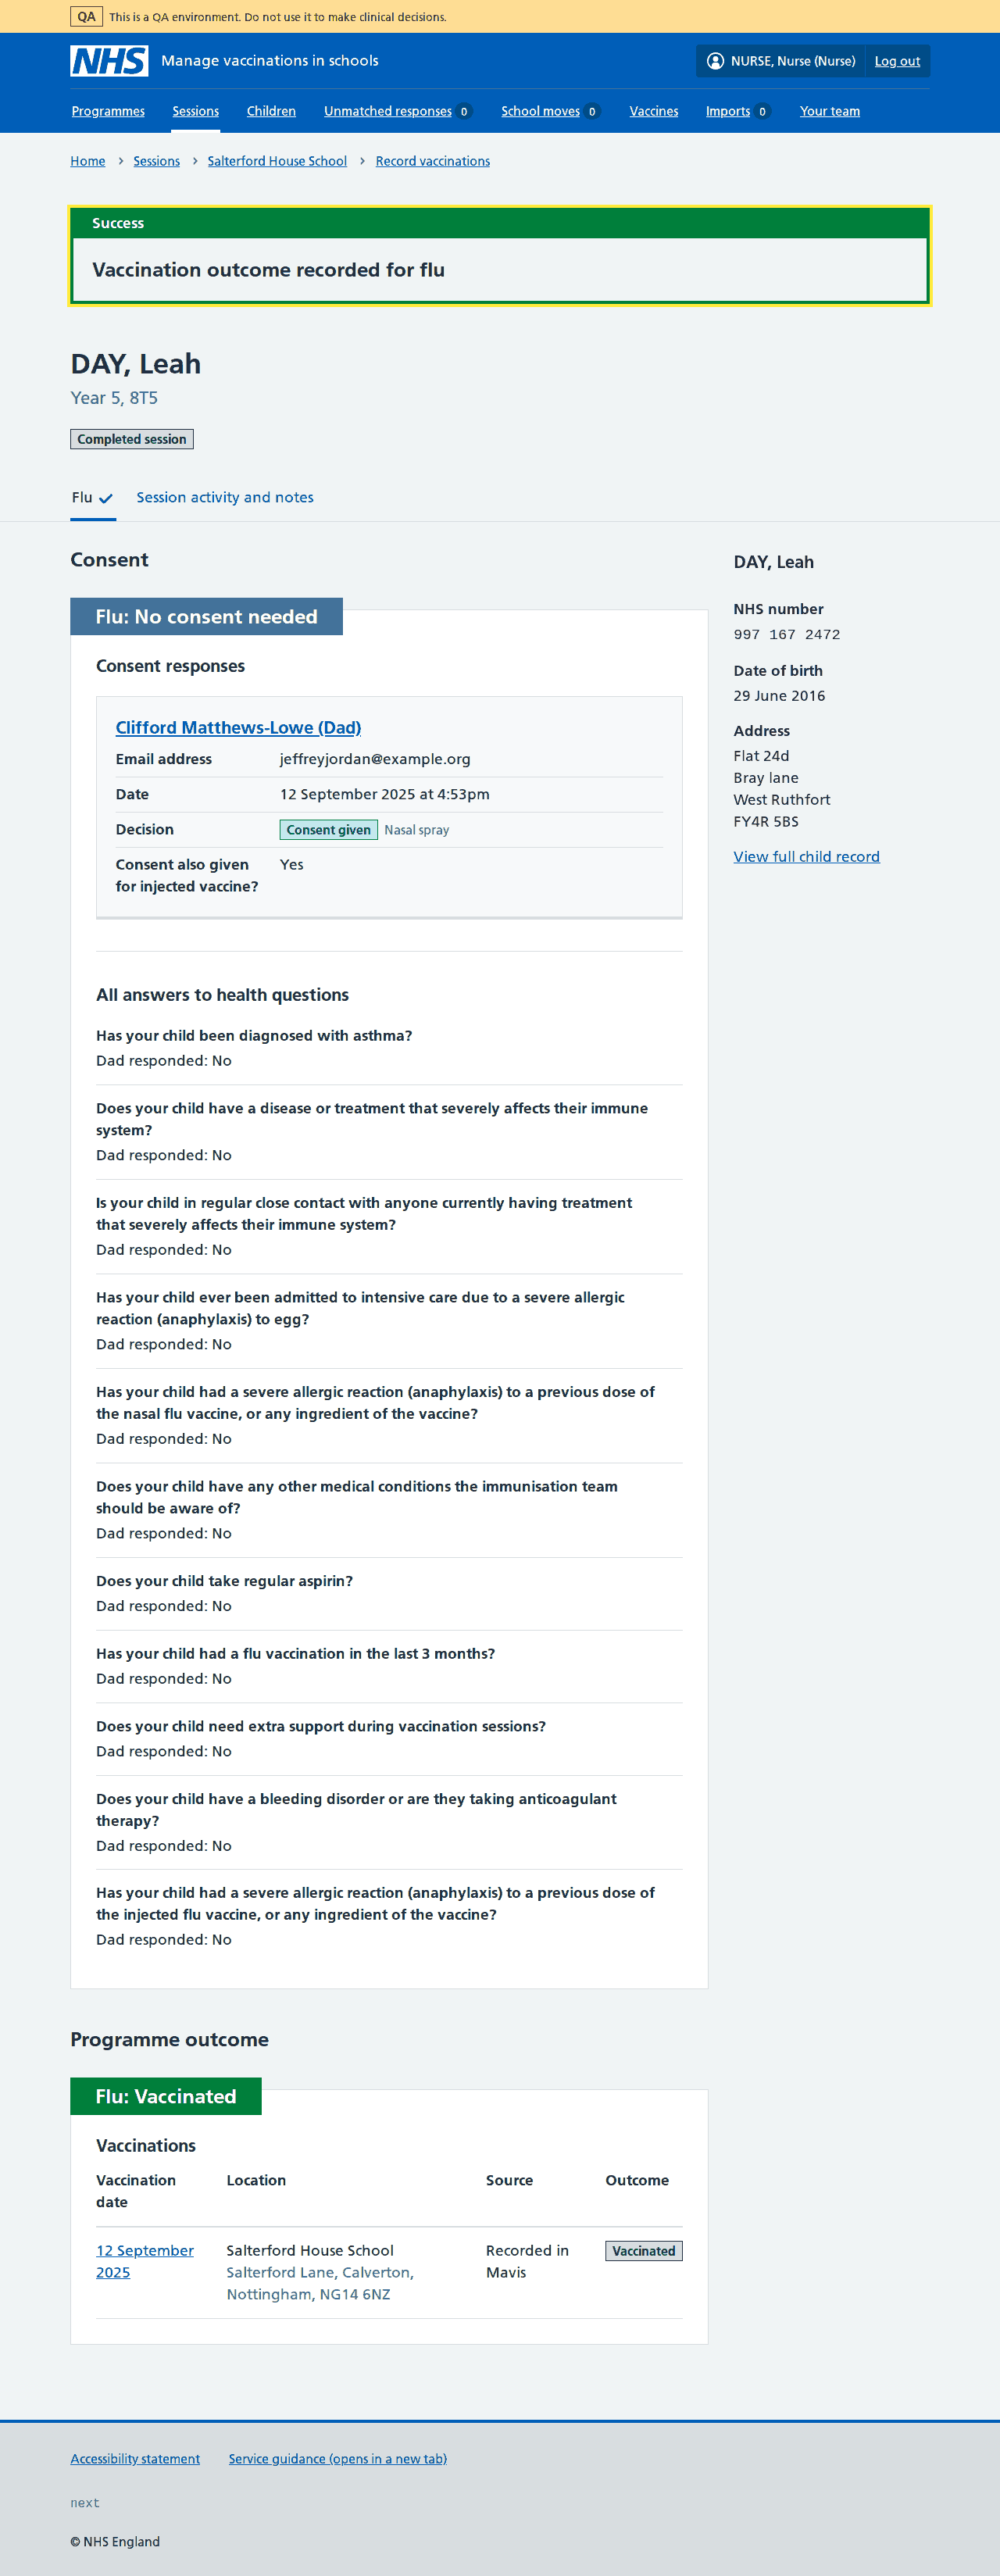 QA This is a QA environment. Do not use it to make clinical decisions.
NHS Manage vaccinations in schools NURSE, Nurse (Nurse) Log out
Programmes Sessions Children Unmatched responses 0 School moves 0 Vaccines Imports 0 Your team
Home Sessions Salterford House School Record vaccinations
Success
Vaccination outcome recorded for flu
DAY, Leah
Year 5, 8T5
Completed session
Flu Session activity and notes
Consent
Flu: No consent needed
Consent responses
Clifford Matthews-Lowe (Dad)
Email address jeffreyjordan@example.org
Date 12 September 2025 at 4:53pm
Decision Consent given Nasal spray
Consent also given Yes
for injected vaccine?
All answers to health questions
Has your child been diagnosed with asthma?
Dad responded: No
Does your child have a disease or treatment that severely affects their immune
system?
Dad responded: No
Is your child in regular close contact with anyone currently having treatment
that severely affects their immune system?
Dad responded: No
Has your child ever been admitted to intensive care due to a severe allergic
reaction (anaphylaxis) to egg?
Dad responded: No
Has your child had a severe allergic reaction (anaphylaxis) to a previous dose of
the nasal flu vaccine, or any ingredient of the vaccine?
Dad responded: No
Does your child have any other medical conditions the immunisation team
should be aware of?
Dad responded: No
Does your child take regular aspirin?
Dad responded: No
Has your child had a flu vaccination in the last 3 months?
Dad responded: No
Does your child need extra support during vaccination sessions?
Dad responded: No
Does your child have a bleeding disorder or are they taking anticoagulant
therapy?
Dad responded: No
Has your child had a severe allergic reaction (anaphylaxis) to a previous dose of
the injected flu vaccine, or any ingredient of the vaccine?
Dad responded: No
DAY, Leah
NHS number
997 167 2472
Date of birth
29 June 2016
Address
Flat 24d
Bray lane
West Ruthfort
FY4R 5BS
View full child record
Programme outcome
Flu: Vaccinated
Vaccinations
Vaccination Location Source Outcome
date
12 September Salterford House School Recorded in Vaccinated
2025 Salterford Lane, Calverton, Mavis
Nottingham, NG14 6NZ
Accessibility statement Service guidance (opens in a new tab)
next
© NHS England